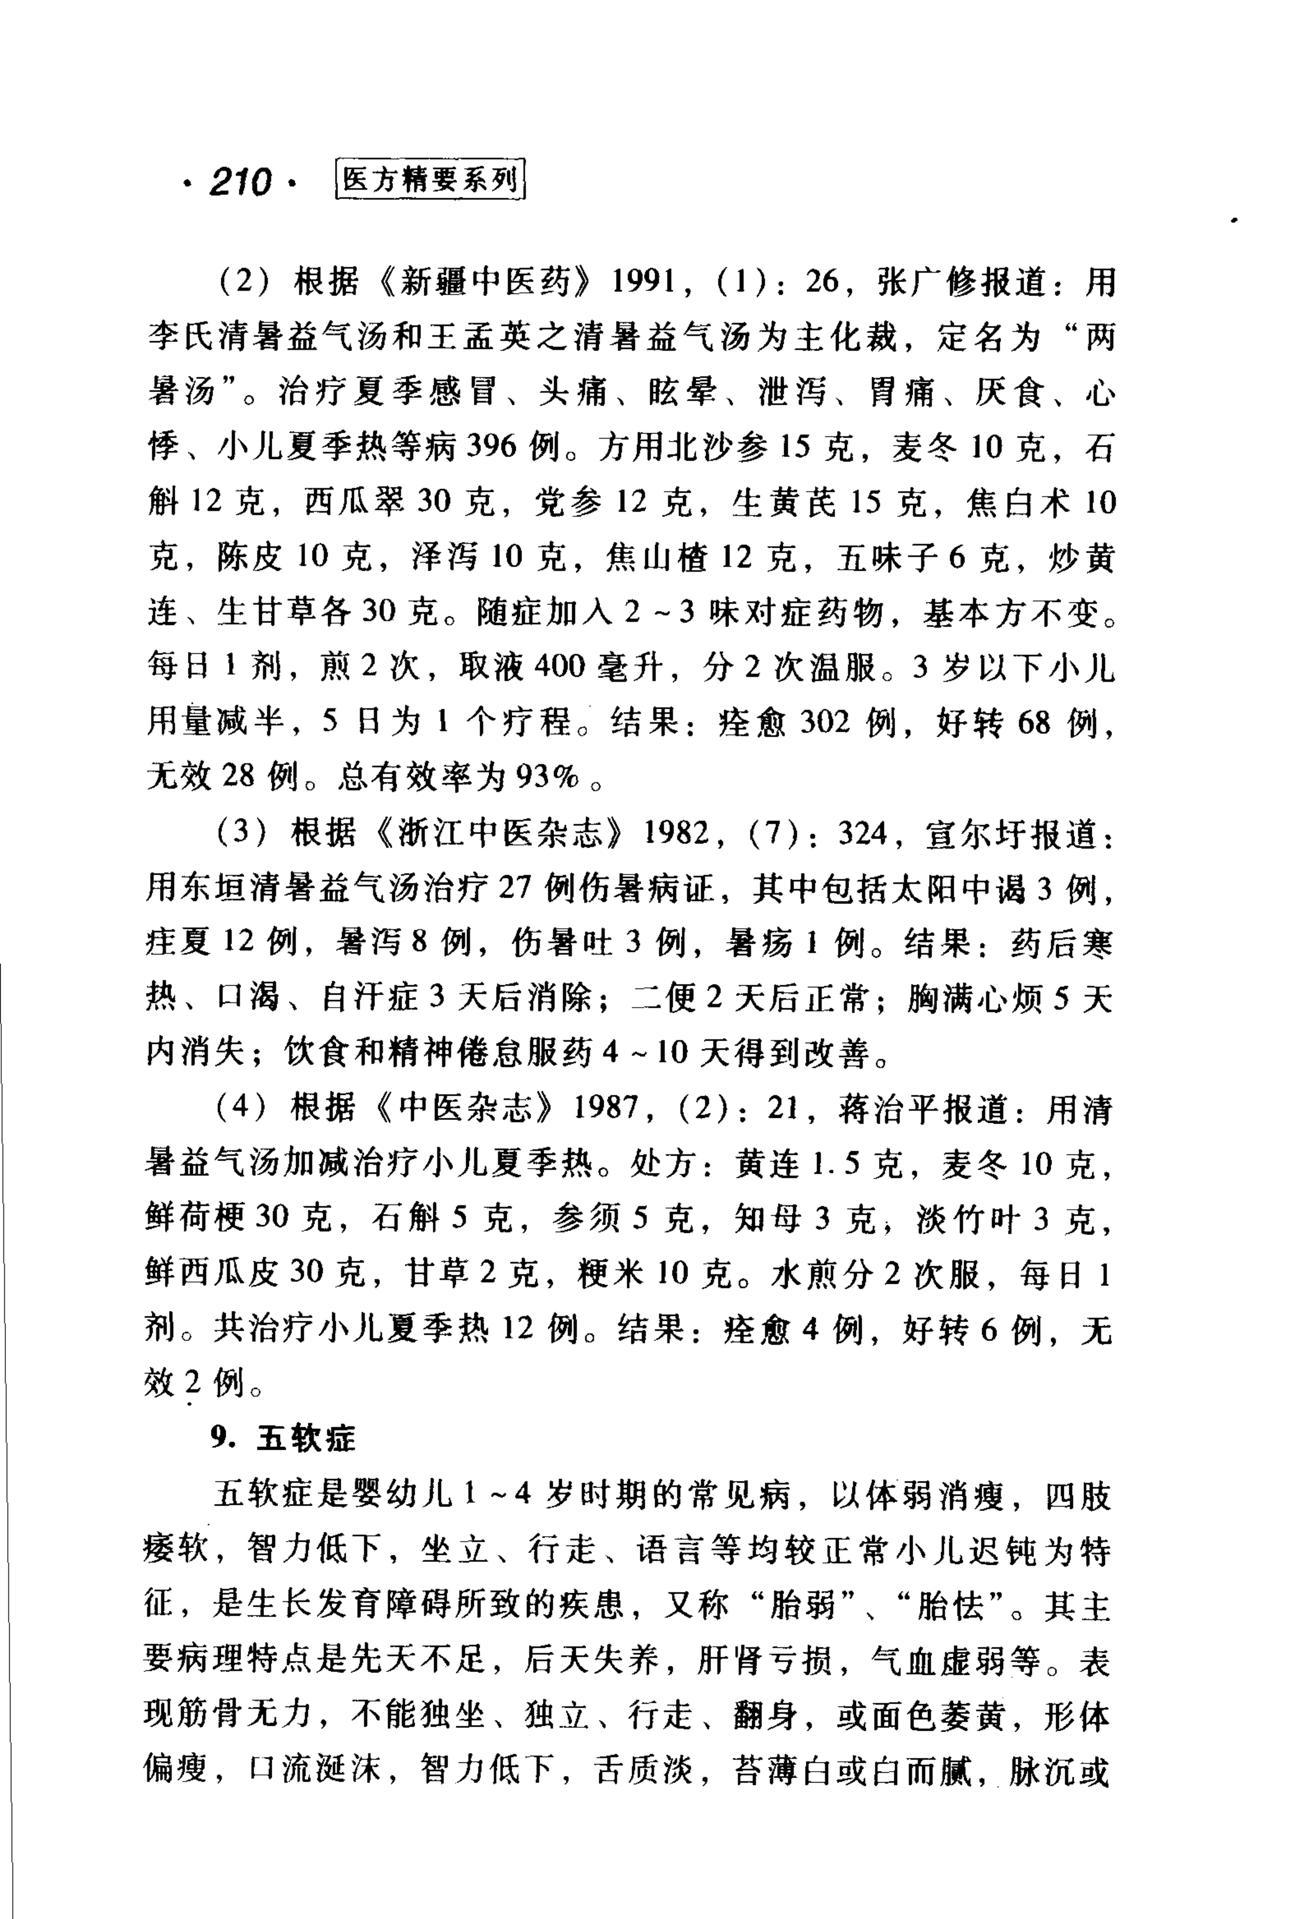 · 210 · 医方精要系列
(2) 根据《新疆中医药》1991，(1)：26，张广修报道：用
李氏清暑益气汤和王孟英之清暑益气汤为主化裁，定名为“两
暑汤”。治疗夏季感冒、头痛、眩晕、泄泻、胃痛、厌食、心
悸、小儿夏季热等病 396 例。方用北沙参 15 克，麦冬 10 克，石
斛 12 克，西瓜翠 30 克，党参 12 克，生黄芪 15 克，焦白术 10
克，陈皮 10 克，泽泻 10 克，焦山楂 12 克，五味子 6 克，炒黄
连、生甘草各 30 克。随症加入 2～3 味对症药物，基本方不变。
每日 1 剂，煎 2 次，取液 400 毫升，分 2 次温服。3 岁以下小儿
用量减半，5 日为 1 个疗程。结果：痊愈 302 例，好转 68 例，
无效 28 例。总有效率为 93%。
(3) 根据《浙江中医杂志》1982，(7)：324，宣尔圩报道：
用东垣清暑益气汤治疗 27 例伤暑病证，其中包括太阳中谒 3 例，
疰夏 12 例，暑泻 8 例，伤暑吐 3 例，暑疡 1 例。结果：药后寒
热、口渴、自汗症 3 天后消除；二便 2 天后正常；胸满心烦 5 天
内消失；饮食和精神倦怠服药 4～10 天得到改善。
(4) 根据《中医杂志》1987，(2)：21，蒋治平报道：用清
暑益气汤加减治疗小儿夏季热。处方：黄连 1.5 克，麦冬 10 克，
鲜荷梗 30 克，石斛 5 克，参须 5 克，知母 3 克，淡竹叶 3 克，
鲜西瓜皮 30 克，甘草 2 克，粳米 10 克。水煎分 2 次服，每日 1
剂。共治疗小儿夏季热 12 例。结果：痊愈 4 例，好转 6 例，无
效 2 例。
9. 五软症
五软症是婴幼儿 1～4 岁时期的常见病，以体弱消瘦，四肢
痿软，智力低下，坐立、行走、语言等均较正常小儿迟钝为特
征，是生长发育障碍所致的疾患，又称“胎弱”、“胎怯”。其主
要病理特点是先天不足，后天失养，肝肾亏损，气血虚弱等。表
现筋骨无力，不能独坐、独立、行走、翻身，或面色萎黄，形体
偏瘦，口流涎沫，智力低下，舌质淡，苔薄白或白而腻，脉沉或